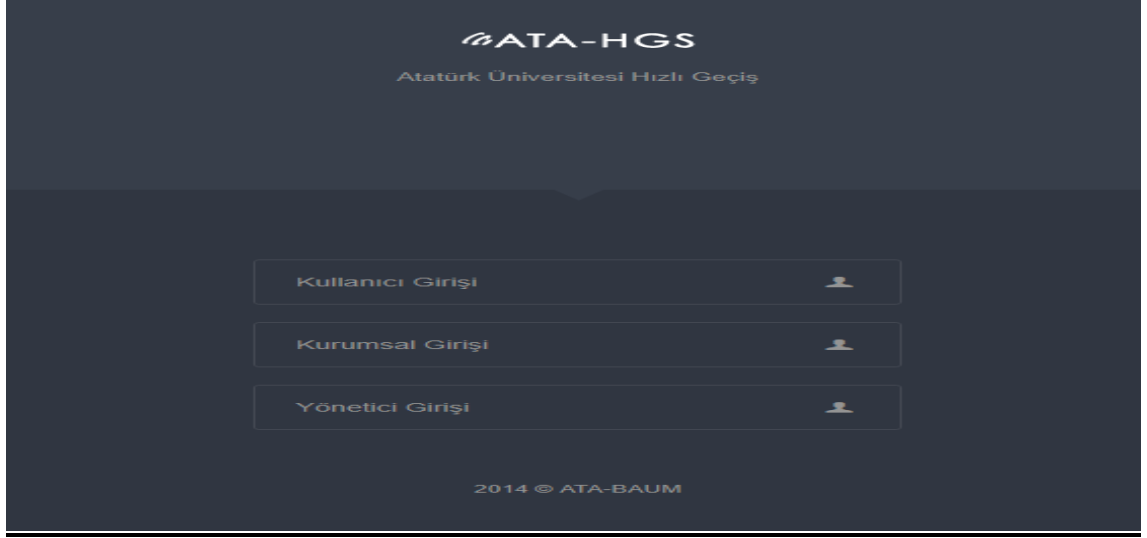 ATA-HGS
Atatürk Üniversitesi Hızlı Geçiş
Kullanıcı Girişi
Kurumsal Girişi
Yönetici Girişi
2014 © ATA-BAUM